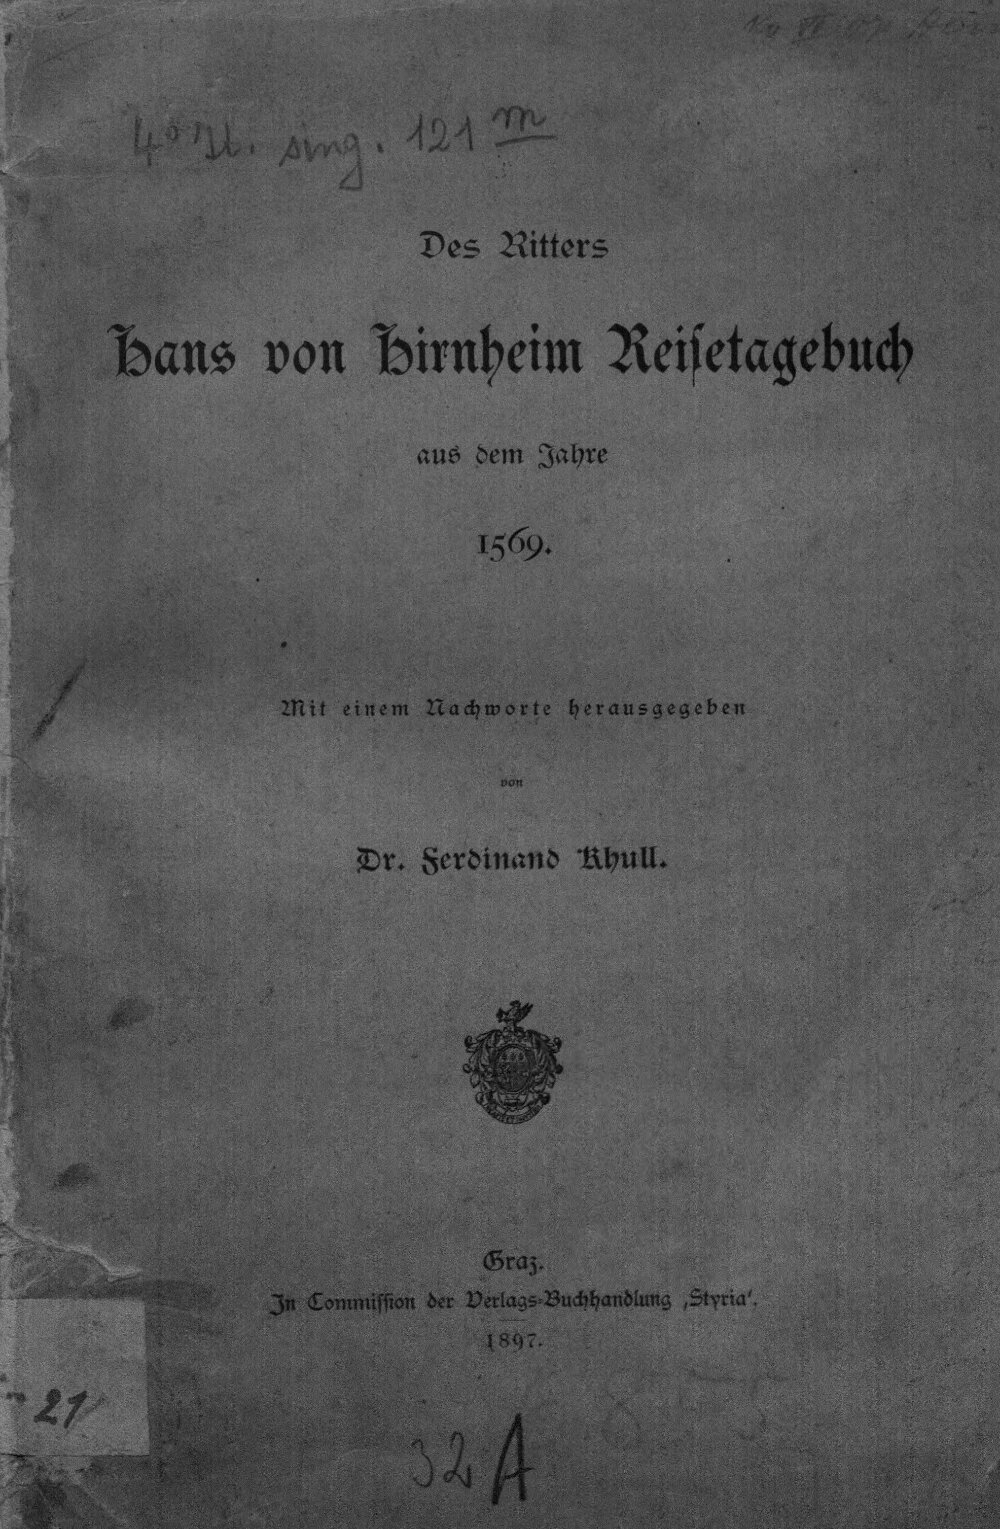 4° It. sing. 121 m
Des Ritters
Hans von Hirnheim Reiſetagebuch
aus dem Jahre
1569.
Mit einem Nachworte herausgegeben
von
Dr. Ferdinand Khull.
Graz.
In Commiſſion der Verlags-Buchhandlung ‚Styria‘.
1897.
21
32 A